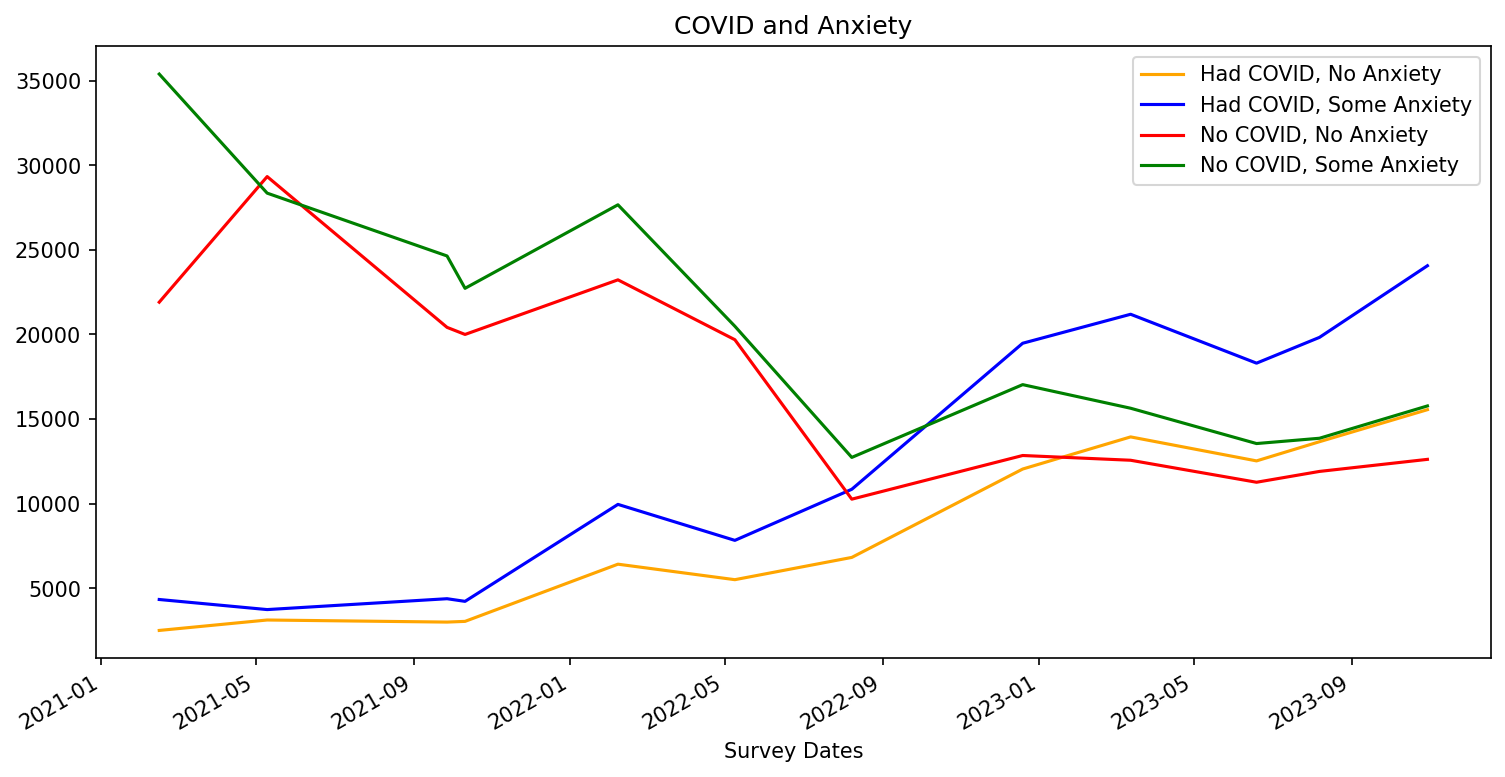 COVID and Anxiety
Had COVID, No Anxiety
Had COVID, Some Anxiety
No COVID, No Anxiety
No COVID, Some Anxiety
35000
30000
25000
20000
15000
10000
5000
2021-01
2021-05
2021-09
2022-01
2022-05
2022-09
2023-01
2023-05
2023-09
Survey Dates